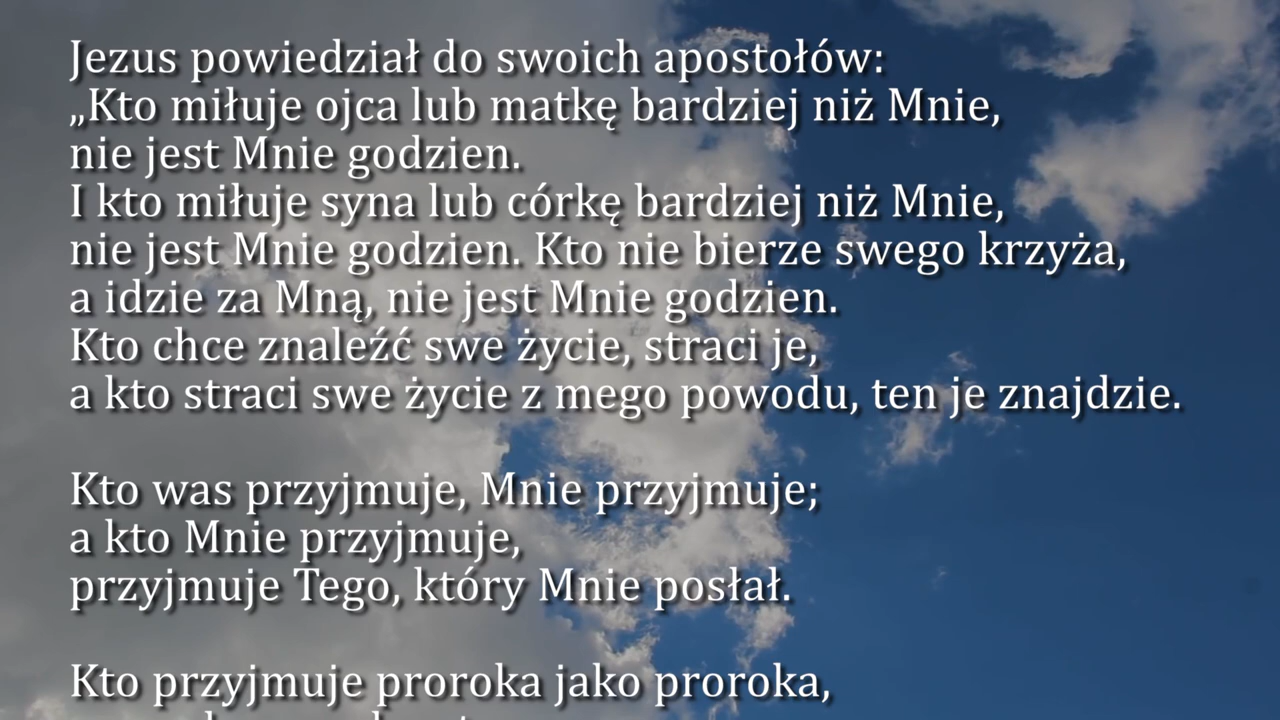 Jezus powiedział do swoich apostołów:
„Kto miłuje ojca lub matkę bardziej niż Mnie,
nie jest Mnie godzien.
I kto miłuje syna lub córkę bardziej niż Mnie,
nie jest Mnie godzien. Kto nie bierze swego krzyża,
a idzie za Mną, nie jest Mnie godzien.
Kto chce znaleźć swe życie, straci je,
a kto straci swe życie z mego powodu, ten je znajdzie.
Kto was przyjmuje, Mnie przyjmuje;
a kto Mnie przyjmuje,
przyjmuje Tego, który Mnie posłał.
Kto przyjmuje proroka jako proroka,